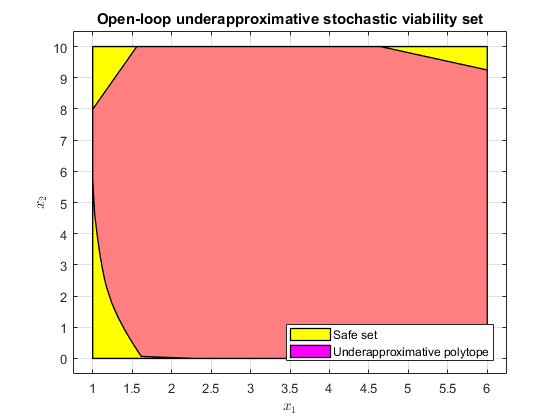 Open-loop underapproximative stochastic viability set
10
9
8
7
6
5
4
3
2
1
0
x2
Safe set
Underapproximative polytope
1 1.5 2 2.5 3 3.5 4 4.5 5 5.5 6
x1